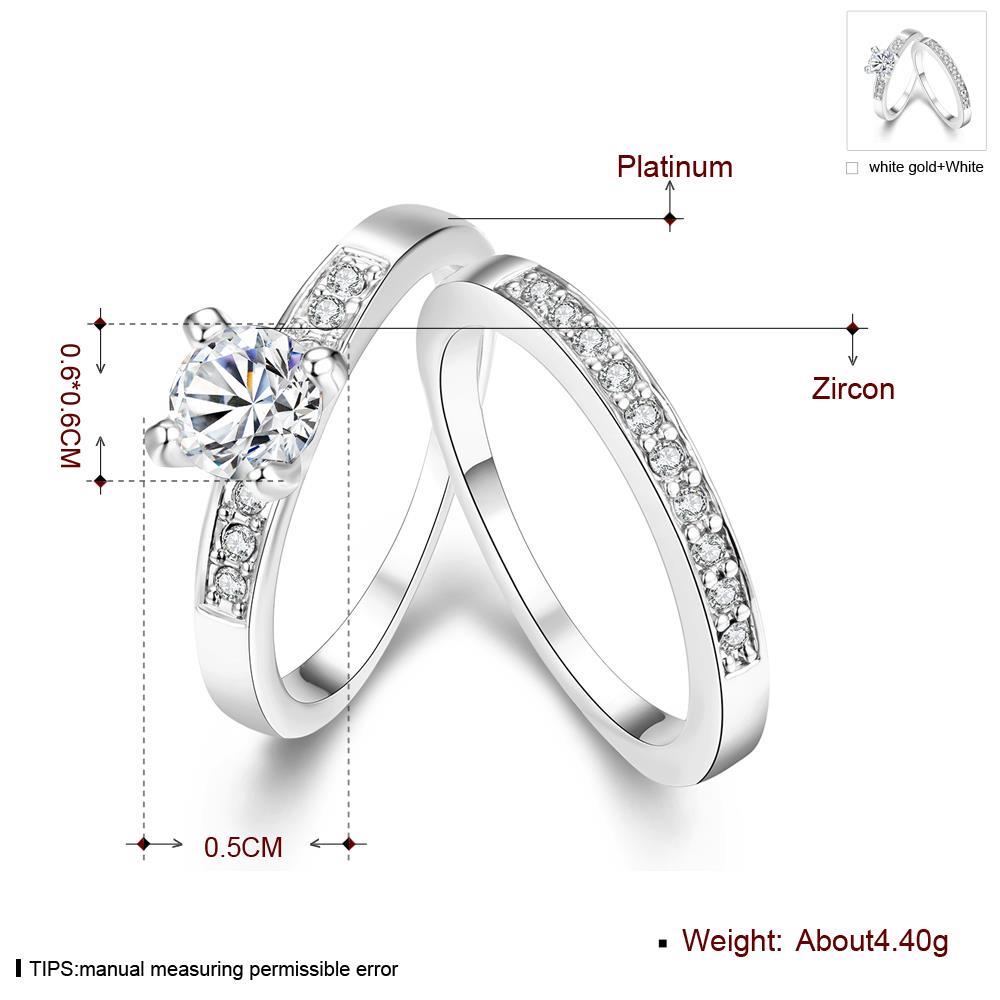 white gold+White
Platinum
Zircon
0.6*0.6CM
0.5CM
Weight: About4.40g
TIPS:manual measuring permissible error